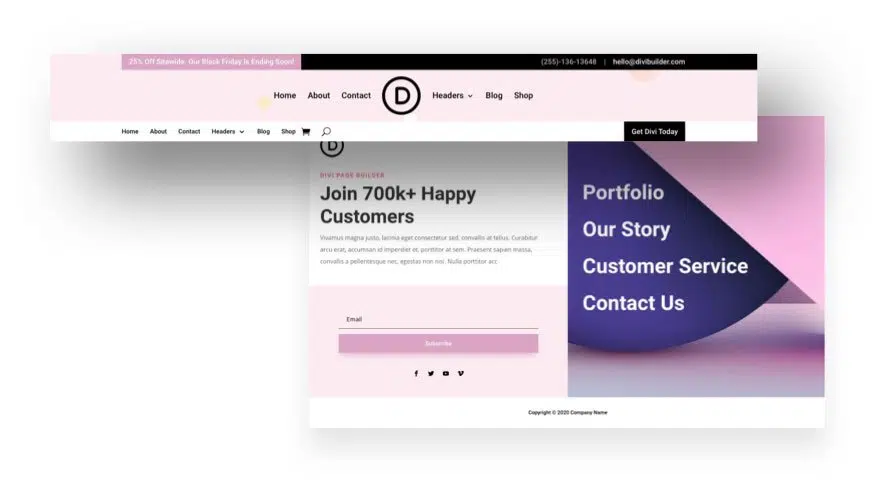 25% Off Sitewide. Our Black Friday Is Ending Soon!
(255)-136-13648 | hello@divibuilder.com
Home About Contact D Headers Blog Shop
Home About Contact Headers Blog Shop Get Divi Today
D
DIVI PAGE BUILDER
Join 700k+ Happy
Customers
Vivamus magna justo, lacinia eget consectetur sed, convallis at tellus. Curabitur
arcu erat, accumsan id imperdiet et, porttitor at sem. Praesent sapien massa,
convallis a pellentesque nec, egestas non nisi. Nulla porttitor acc
Email
Subscribe
Portfolio
Our Story
Customer Service
Contact Us
Copyright © 2020 Company Name